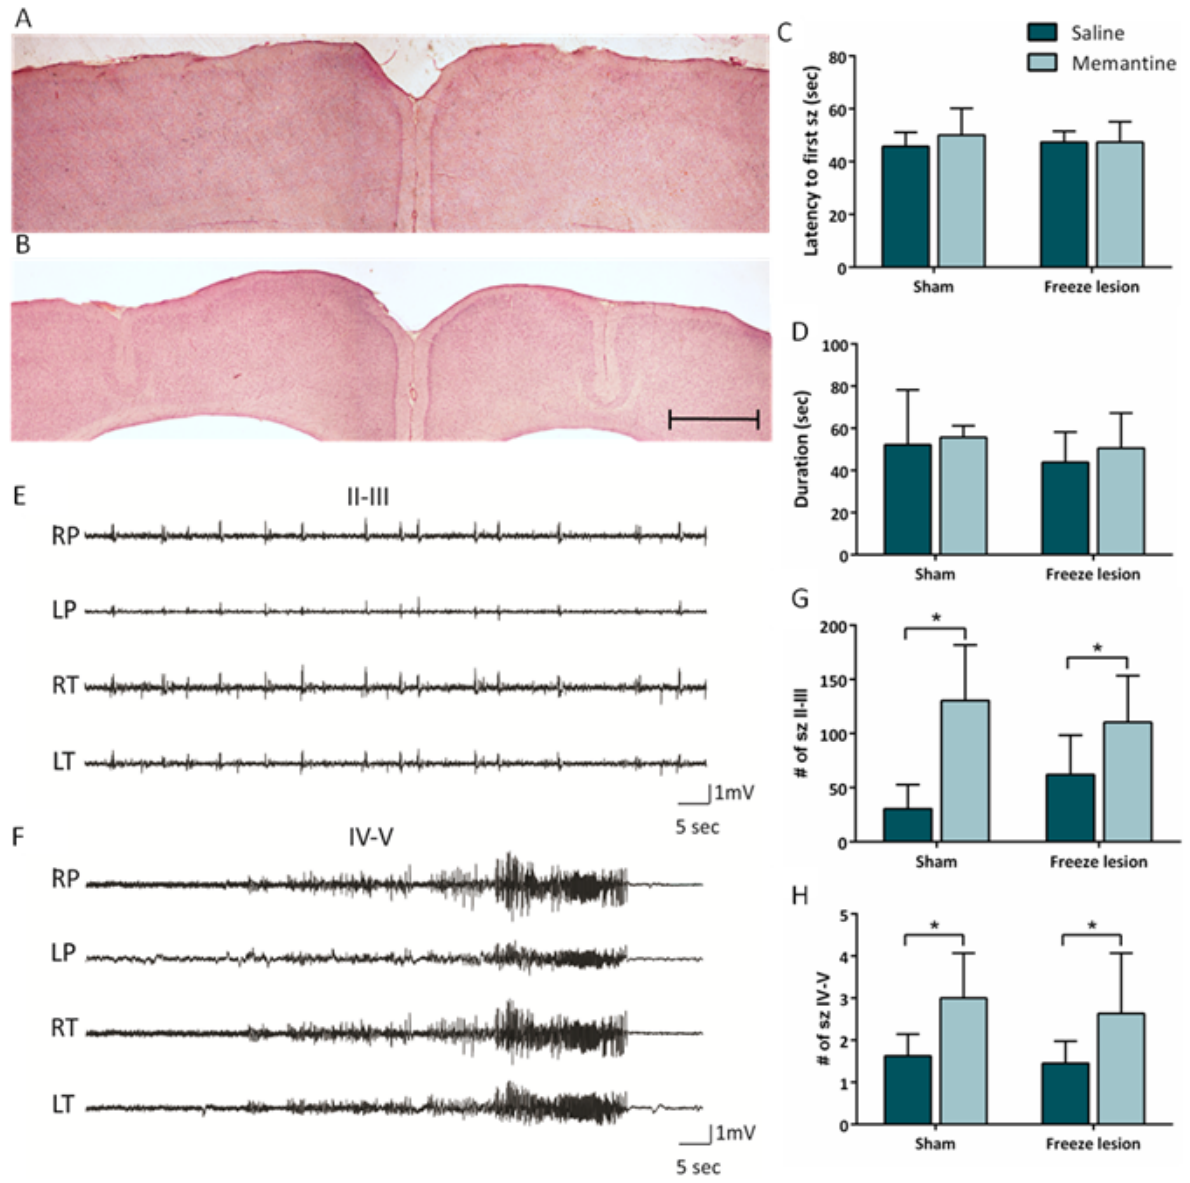 A
B
C
Saline
Memantine
Latency to first sz (sec)
80
60
40
20
0
Sham
Freeze lesion
D
Duration (sec)
100
80
60
40
20
0
Sham
Freeze lesion
E
II-III
RP
LP
RT
LT
1mV
5 sec
F
IV-V
RP
LP
RT
LT
1mV
5 sec
G
# of sz II-III
200
150
100
50
0
*
*
Sham
Freeze lesion
H
# of sz IV-V
5
4
3
2
1
0
*
*
Sham
Freeze lesion